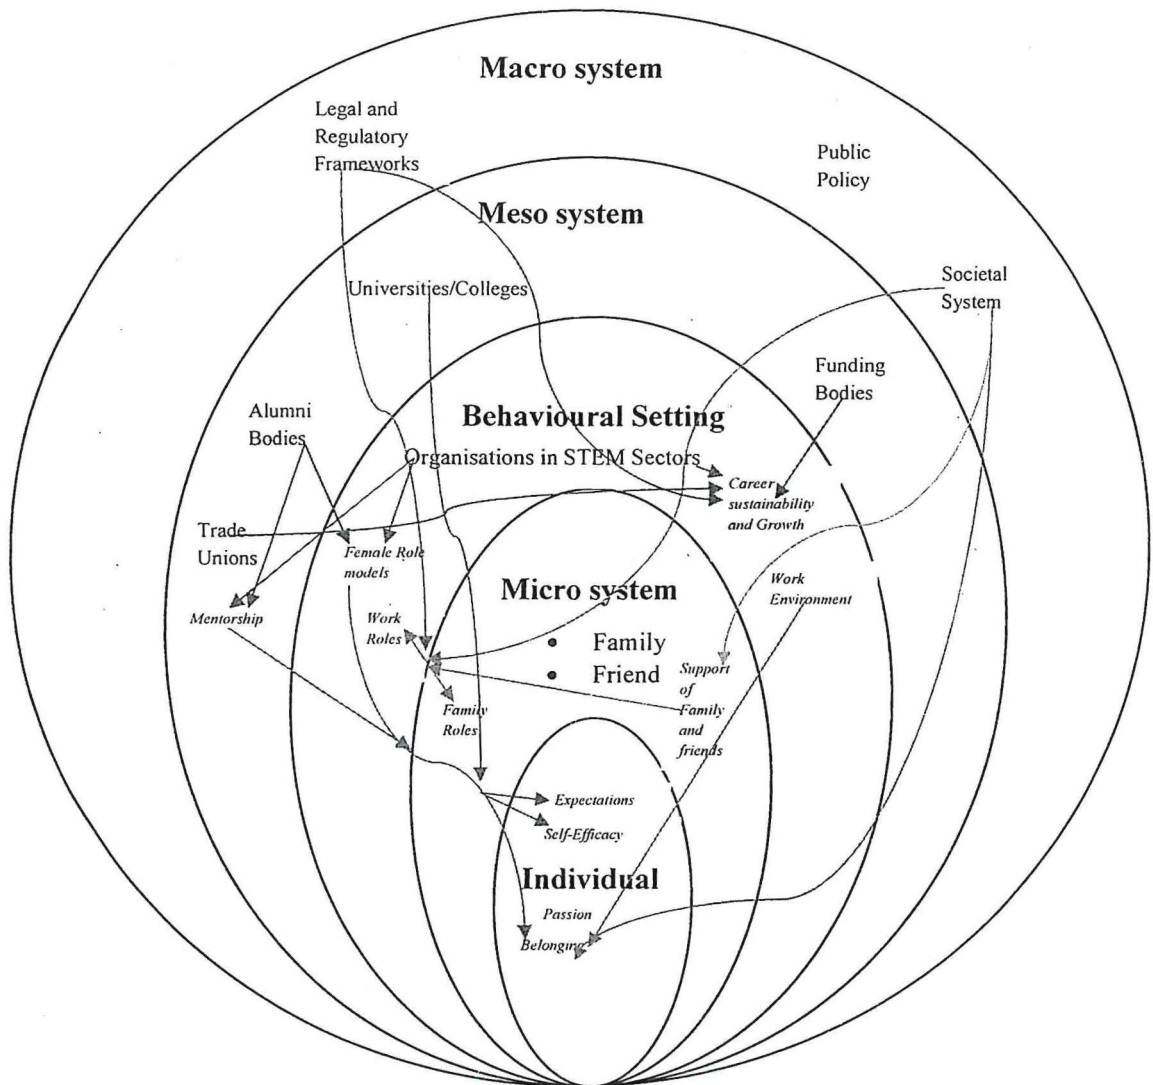 Macro system
Legal and
Regulatory
Frameworks
Public
Policy
Meso system
Universities/Colleges
Societal
System
Funding
Bodies
Alumni
Bodies
Behavioural Setting
Organisations in STEM Sectors
Career
sustainability
and Growth
Trade
Unions
Female Role
models
Mentorship
Work
Roles
Micro system
• Family
• Friend
Work
Environment
Support
of
Family
and
friends
Family
Roles
Expectations
Self-Efficacy
Individual
Passion
Belonging